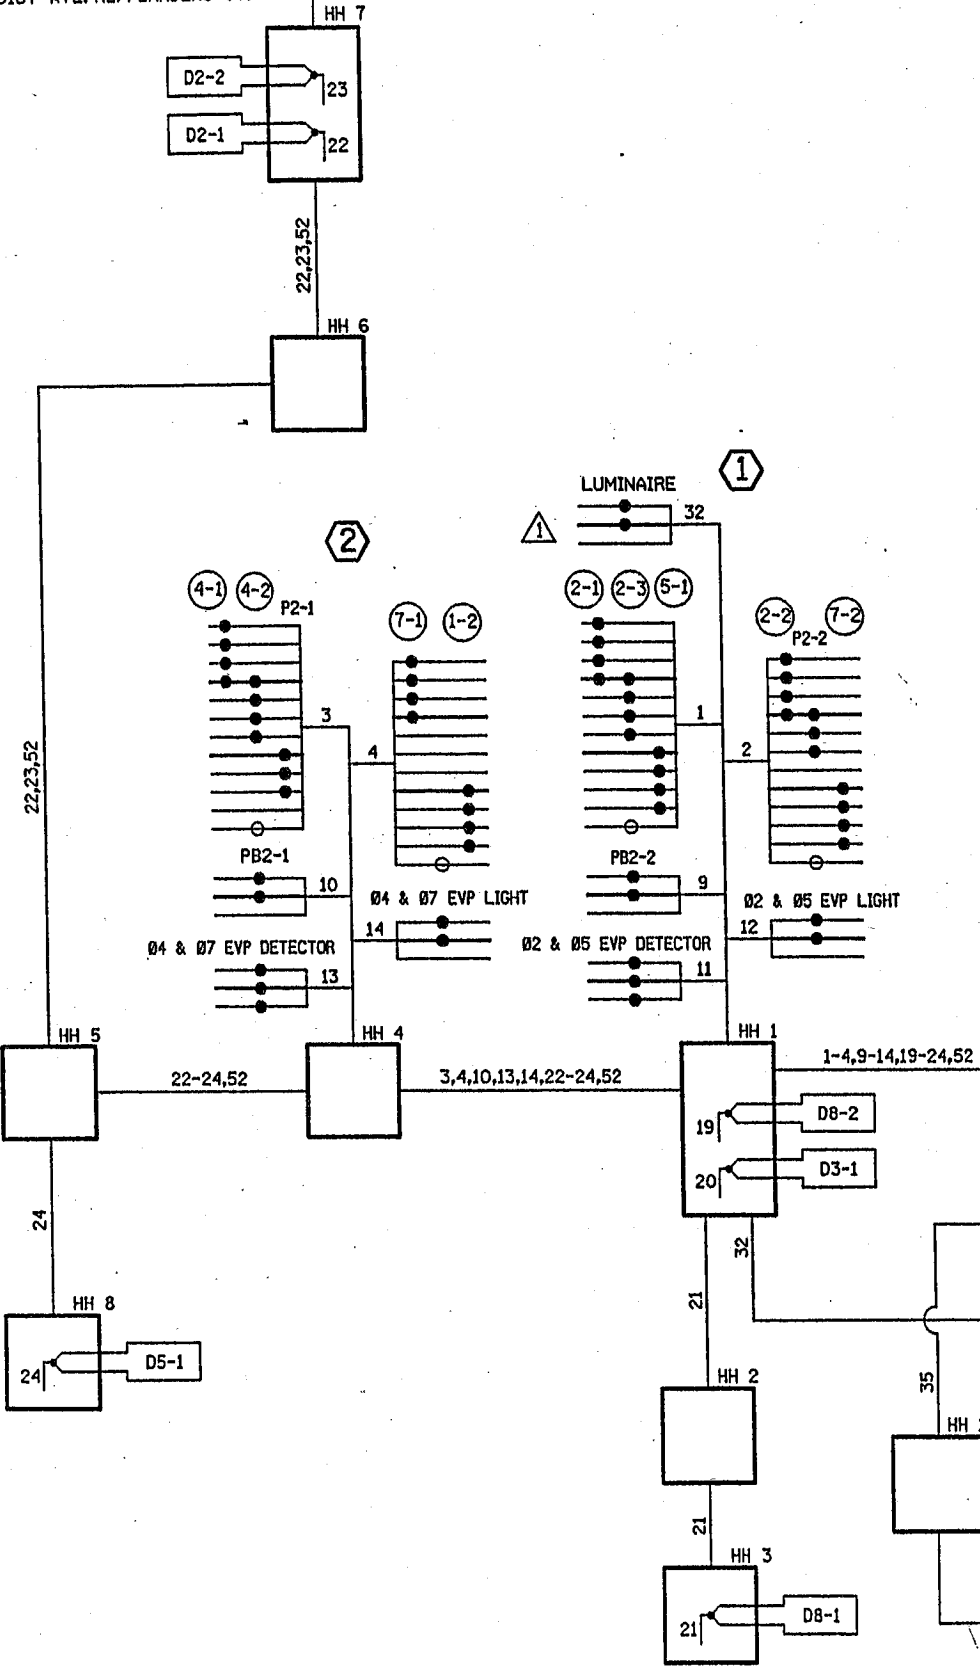 HH 7
D2-2
23
D2-1
22
22,23,52
HH 6
1
LUMINAIRE
32
1
2
4-1
4-2
P2-1
7-1
1-2
2-1
2-3
5-1
2-2
7-2
P2-2
3
4
1
2
22,23,52
PB2-1
10
PB2-2
9
Ø4 & Ø7 EVP LIGHT
14
Ø2 & Ø5 EVP LIGHT
12
Ø4 & Ø7 EVP DETECTOR
13
Ø2 & Ø5 EVP DETECTOR
11
HH 5
HH 4
HH 1
22-24,52
3,4,10,13,14,22-24,52
1-4,9-14,19-24,52
19
D8-2
20
D3-1
24
32
21
HH 8
24
D5-1
HH 2
35
HH
21
HH 3
21
D8-1